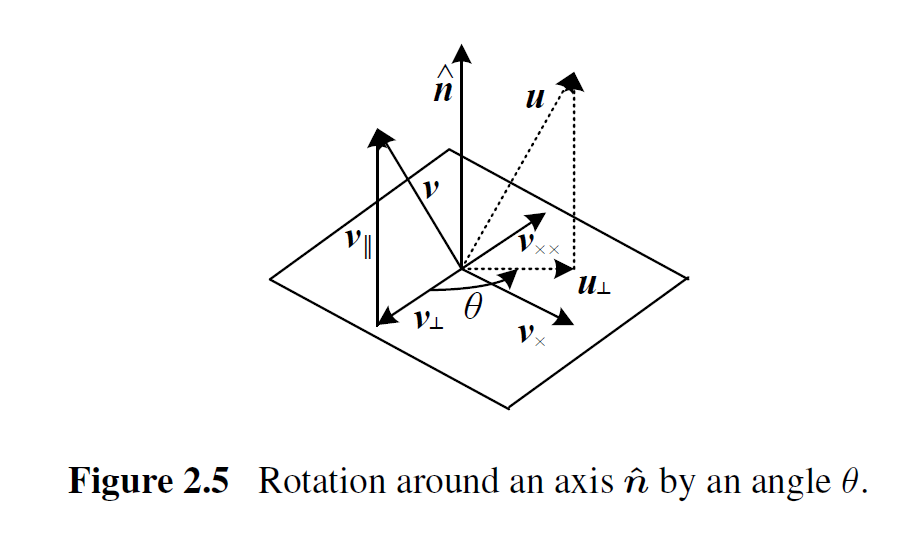 n̂
u
v
v∥
v××
u⊥
θ
v⊥
v×
Figure 2.5 Rotation around an axis n̂ by an angle θ.